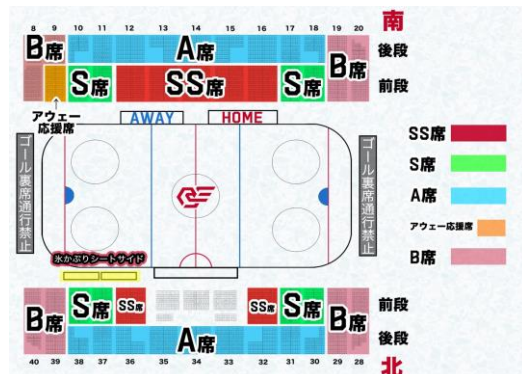 南
8 9 10 11 12 13 14 15 16 17 18 19 20
B席 A席 B席 後段
S席 SS席 S席 前段
アウェー
応援席
AWAY HOME
ゴール裏席通行禁止
ゴール裏席通行禁止
SS席
S席
A席
アウェー応援席
B席
氷かぶりシートサイド
B席 S席 SS席 SS席 S席 B席 前段
A席 後段
40 39 38 37 36 35 34 33 32 31 30 29 28
北